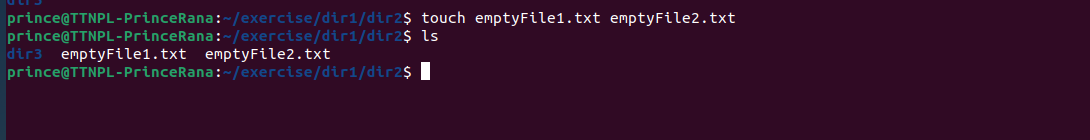 dir3
prince@TTNPL-PrinceRana:~/exercise/dir1/dir2$ touch emptyFile1.txt emptyFile2.txt
prince@TTNPL-PrinceRana:~/exercise/dir1/dir2$ ls
dir3  emptyFile1.txt  emptyFile2.txt
prince@TTNPL-PrinceRana:~/exercise/dir1/dir2$